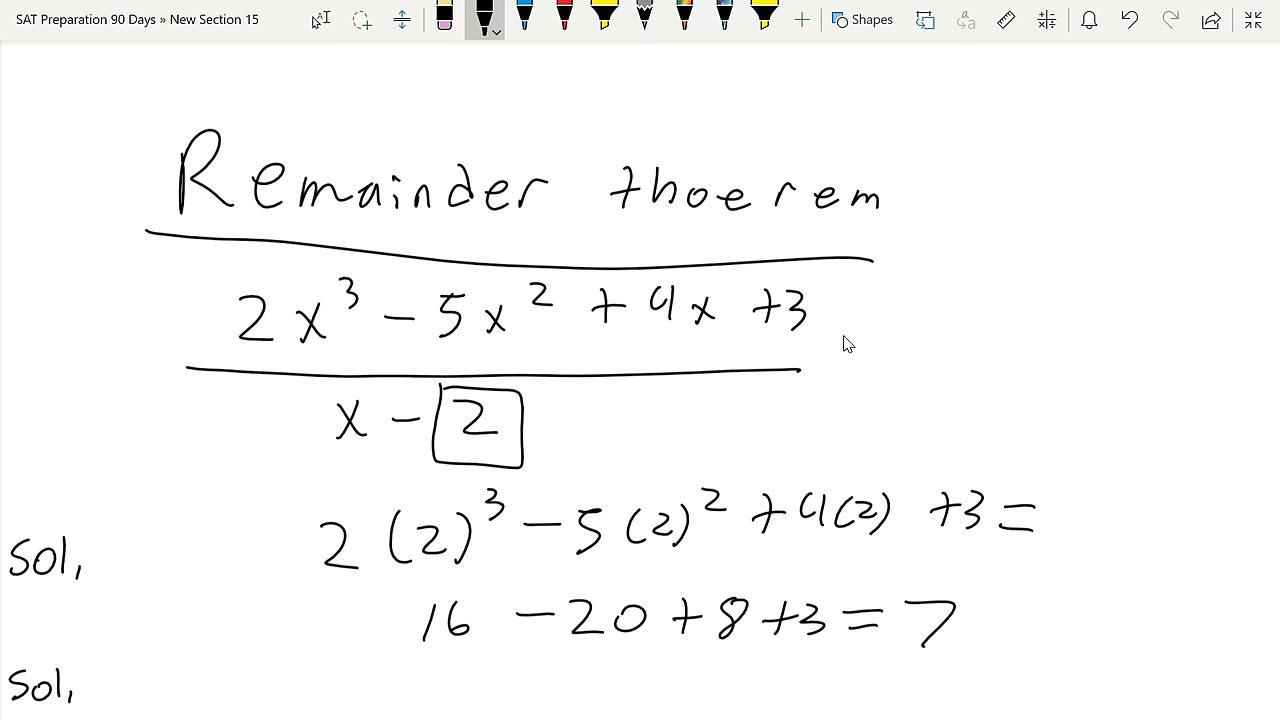 SAT Preparation 90 Days » New Section 15
Shapes
Remainder thoerem
2x³ - 5x² + 4x + 3
x - 2
2(2)³ - 5(2)² + 4(2) + 3 =
Sol,
16 - 20 + 8 + 3 = 7
Sol,